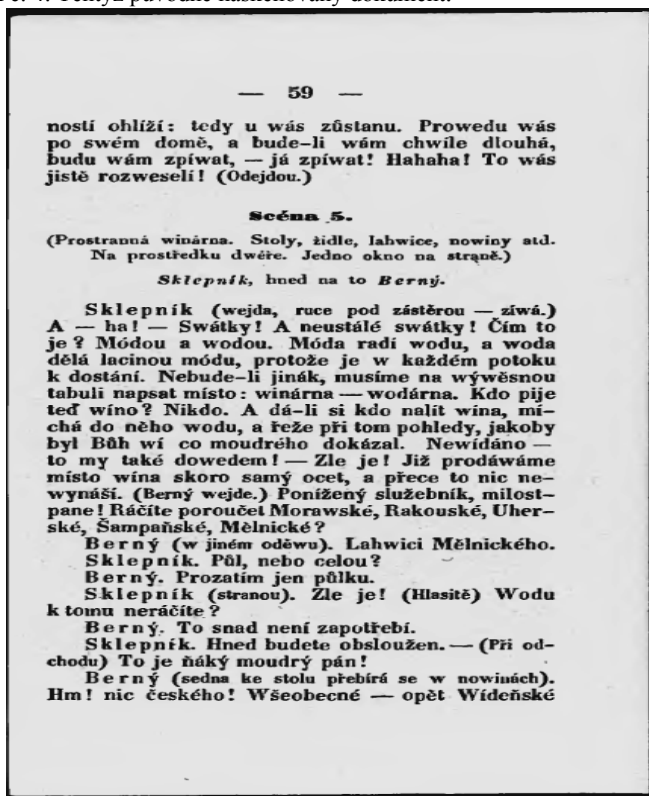 — 59 —
ností ohlíží: tedy u wás zůstanu. Prowedu wás
po swém domě, a bude-li wám chwíle dlouhá,
budu wám zpíwat, — já zpíwat! Hahaha! To wás
jistě rozweselí! (Odejdou.)
Scéna 5.
(Prostranná winárna. Stoly, židle, lahwice, nowiny atd.
Na prostředku dwéře. Jedno okno na straně.)
Sklepník, hned na to Berný.
Sklepník (wejda, ruce pod zástěrou — zíwá.)
A — ha! — Swátky! A neustálé swátky! Čím to
je? Módou a wodou. Móda radí wodu, a woda
dělá lacinou módu, protože je w každém potoku
k dostání. Nebude-li jinák, musíme na wýwěsnou
tabuli napsat místo: winárna — wodárna. Kdo pije
teď wíno? Nikdo. A dá-li si kdo nalít wína, mí-
chá do něho wodu, a řeže při tom pohledy, jakoby
byl Bůh wí co moudrého dokázal. Newídáno —
to my také dowedem! — Zle je! Již prodáwáme
místo wína skoro samý ocet, a přece to nic ne-
wynáší. (Berný wejde.) Ponížený služebník, milost-
pane! Ráčíte poroučet Morawské, Rakouské, Uher-
ské, Šampaňské, Mělnické?
Berný (w jiném oděwu). Lahwici Mělnického.
Sklepník. Půl, nebo celou?
Berný. Prozatím jen půlku.
Sklepník (stranou). Zle je! (Hlasitě) Wodu
k tomu neráčíte?
Berný. To snad není zapotřebí.
Sklepník. Hned budete obsloužen. — (Při od-
chodu) To je ňáký moudrý pán!
Berný (sedna ke stolu přebírá se w nowinách).
Hm! nic českého! Wšeobecné — opět Wídeňské